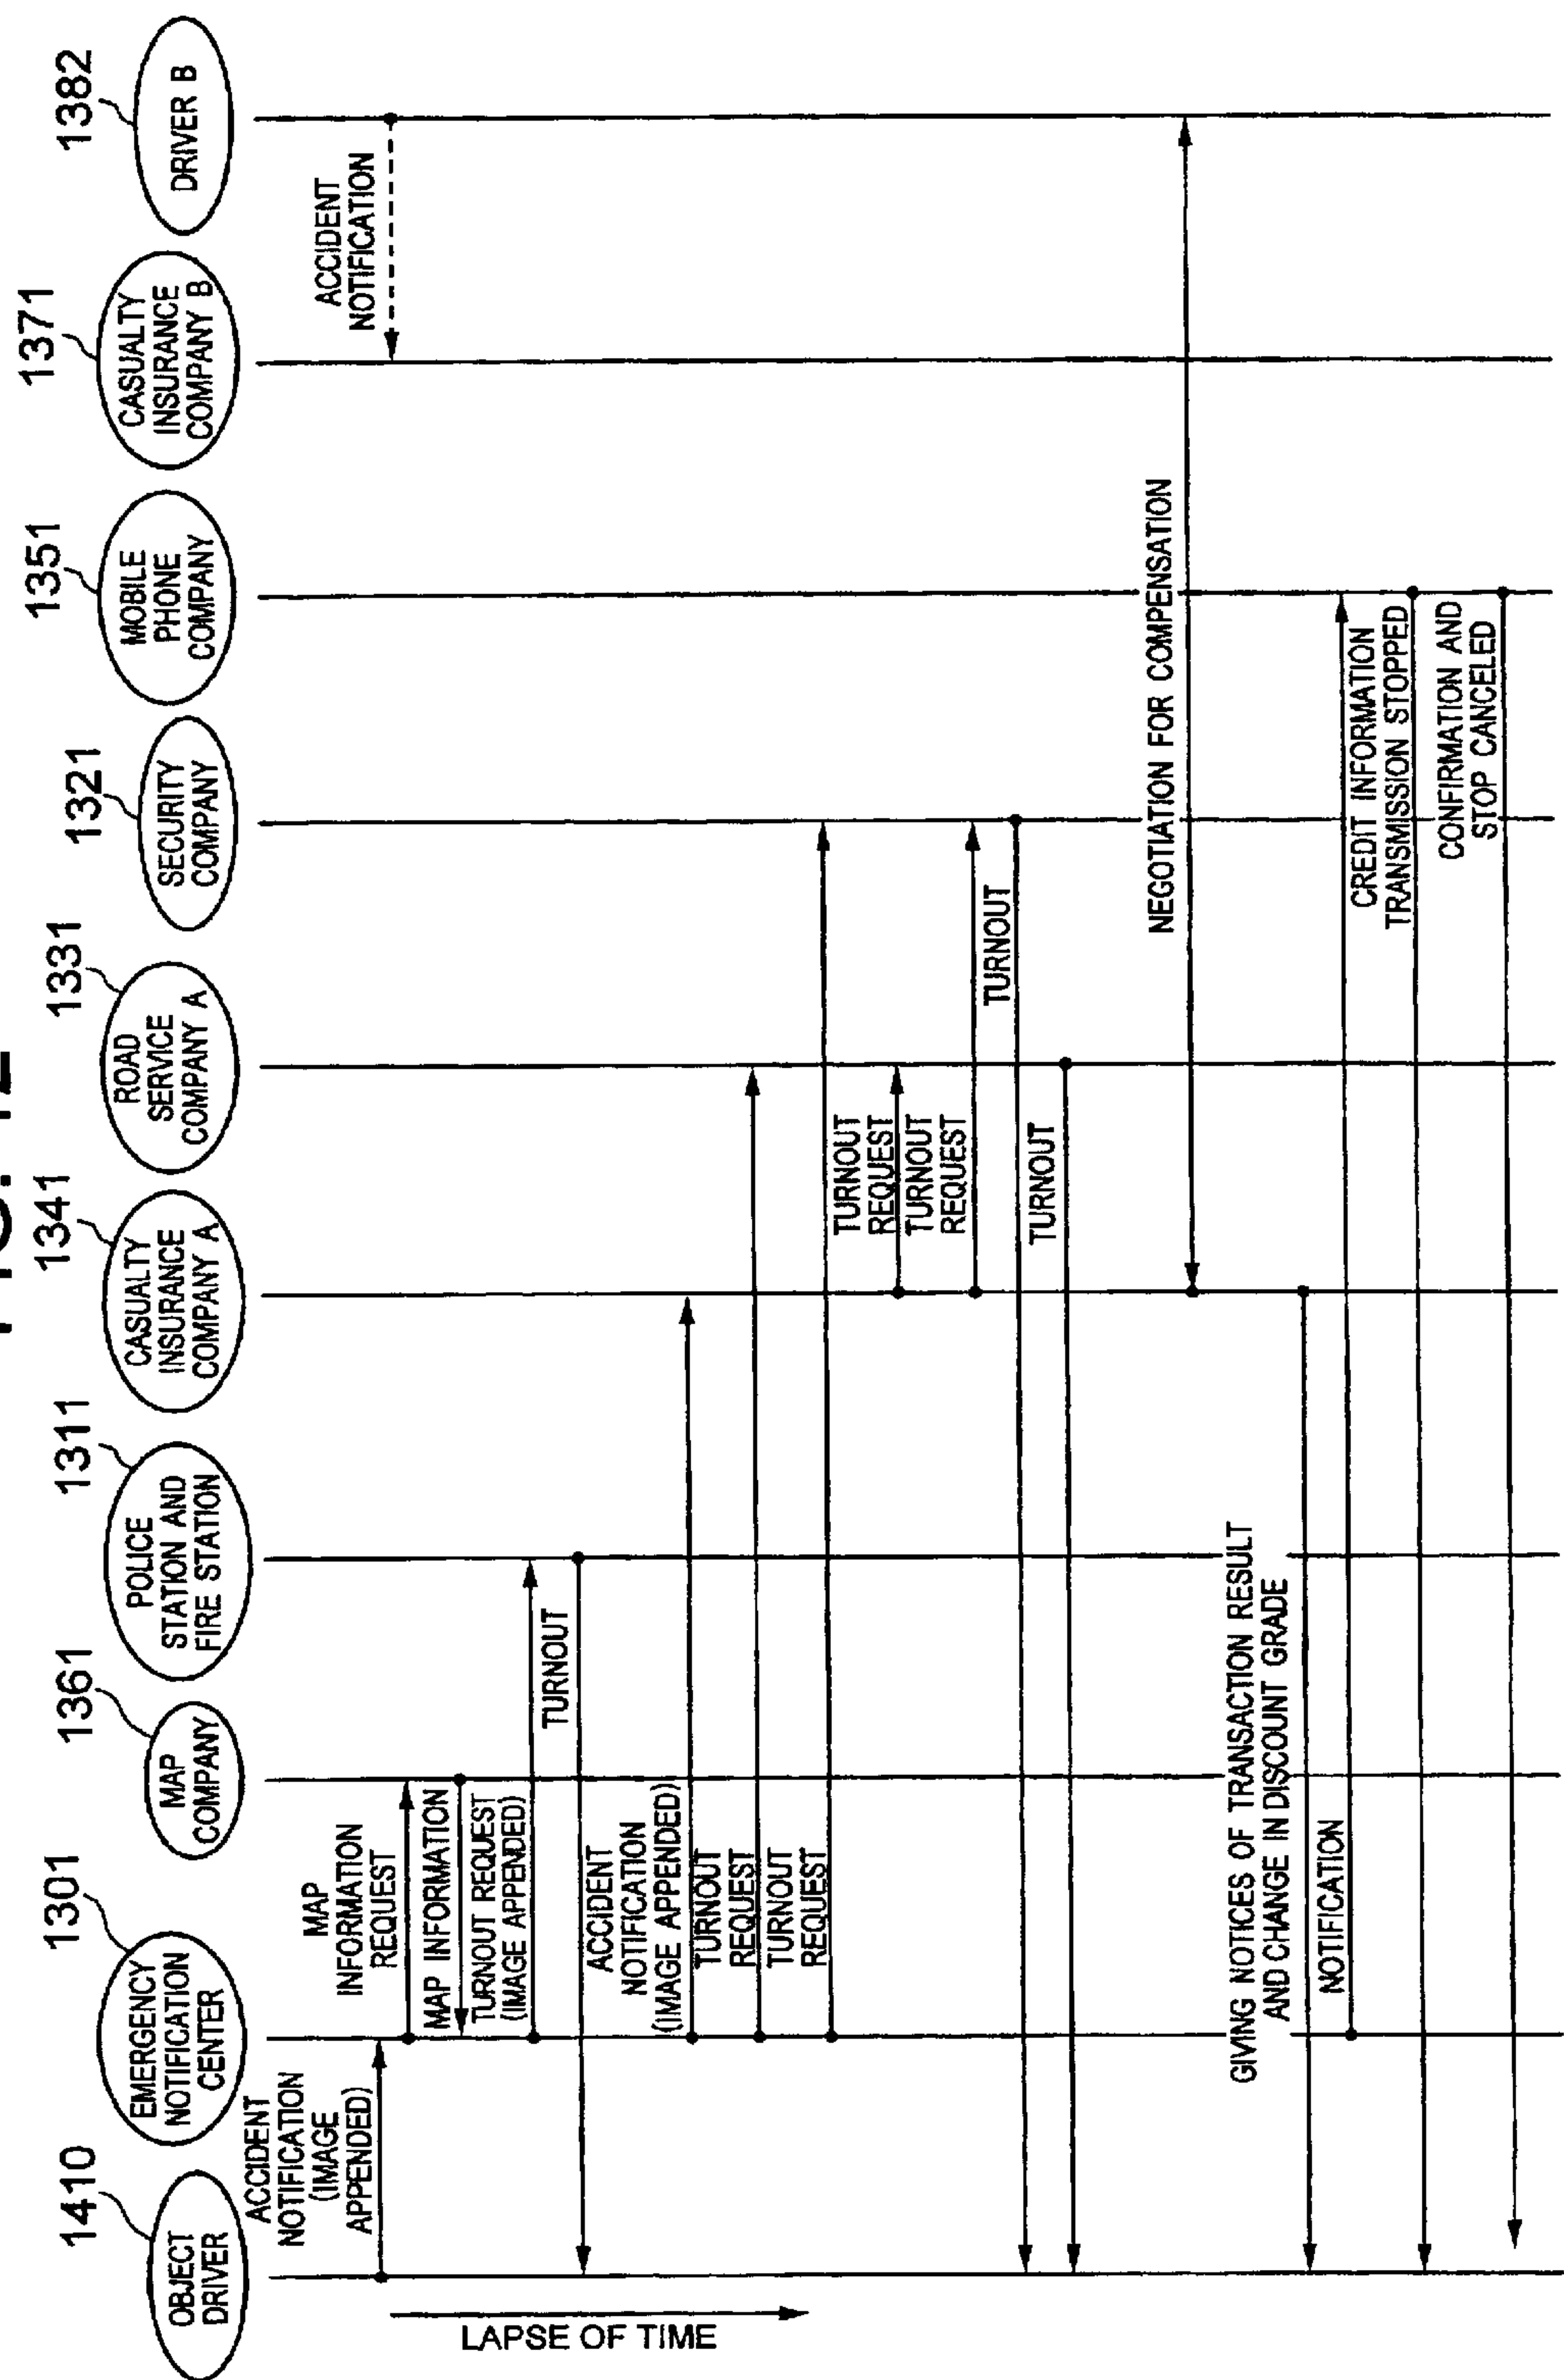 1410
OBJECT
DRIVER
1301
EMERGENCY
NOTIFICATION
CENTER
1361
MAP
COMPANY
1311
POLICE
STATION AND
FIRE STATION
1341
CASUALTY
INSURANCE
COMPANY A
1331
ROAD
SERVICE
COMPANY A
1321
SECURITY
COMPANY
1351
MOBILE
PHONE
COMPANY
1371
CASUALTY
INSURANCE
COMPANY B
1382
DRIVER B
LAPSE OF TIME
ACCIDENT
NOTIFICATION
(IMAGE
APPENDED)
ACCIDENT
NOTIFICATION
MAP
INFORMATION
REQUEST
MAP INFORMATION
TURNOUT REQUEST
(IMAGE APPENDED)
TURNOUT
ACCIDENT
NOTIFICATION
(IMAGE APPENDED)
TURNOUT
REQUEST
TURNOUT
REQUEST
TURNOUT
REQUEST
TURNOUT
REQUEST
TURNOUT
TURNOUT
NEGOTIATION FOR COMPENSATION
GIVING NOTICES OF TRANSACTION RESULT
AND CHANGE IN DISCOUNT GRADE
NOTIFICATION
CREDIT INFORMATION
TRANSMISSION STOPPED
CONFIRMATION AND
STOP CANCELED